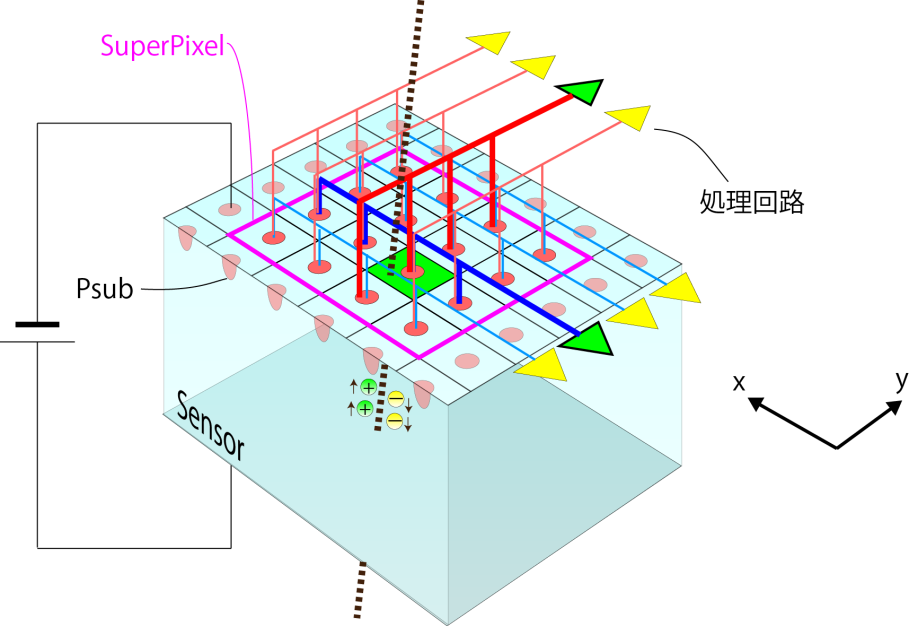 SuperPixel
処理回路
Psub
x
y
+
−
+
−
Sensor